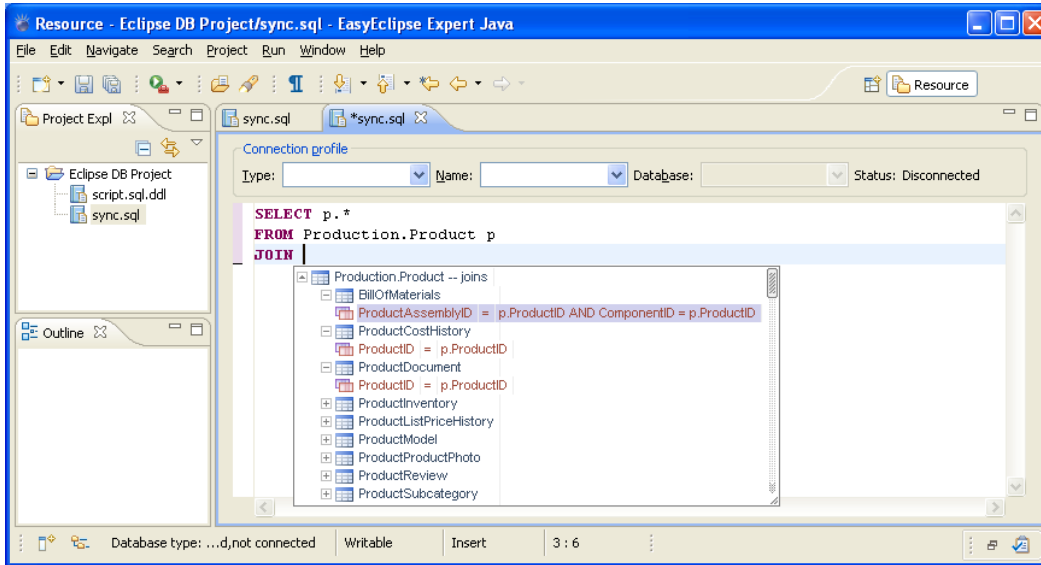 Resource - Eclipse DB Project/sync.sql - EasyEclipse Expert Java
File Edit Navigate Search Project Run Window Help
Resource
Project Expl
sync.sql
*sync.sql
Connection profile
Type:
Name:
Database:
Status: Disconnected
Eclipse DB Project
script.sql.ddl
sync.sql
Outline
SELECT p.*
FROM Production.Product p
JOIN
Production.Product -- joins
BillOfMaterials
ProductAssemblyID = p.ProductID AND ComponentID = p.ProductID
ProductCostHistory
ProductID = p.ProductID
ProductDocument
ProductID = p.ProductID
ProductInventory
ProductListPriceHistory
ProductModel
ProductProductPhoto
ProductReview
ProductSubcategory
Database type: ...d,not connected
Writable
Insert
3 : 6